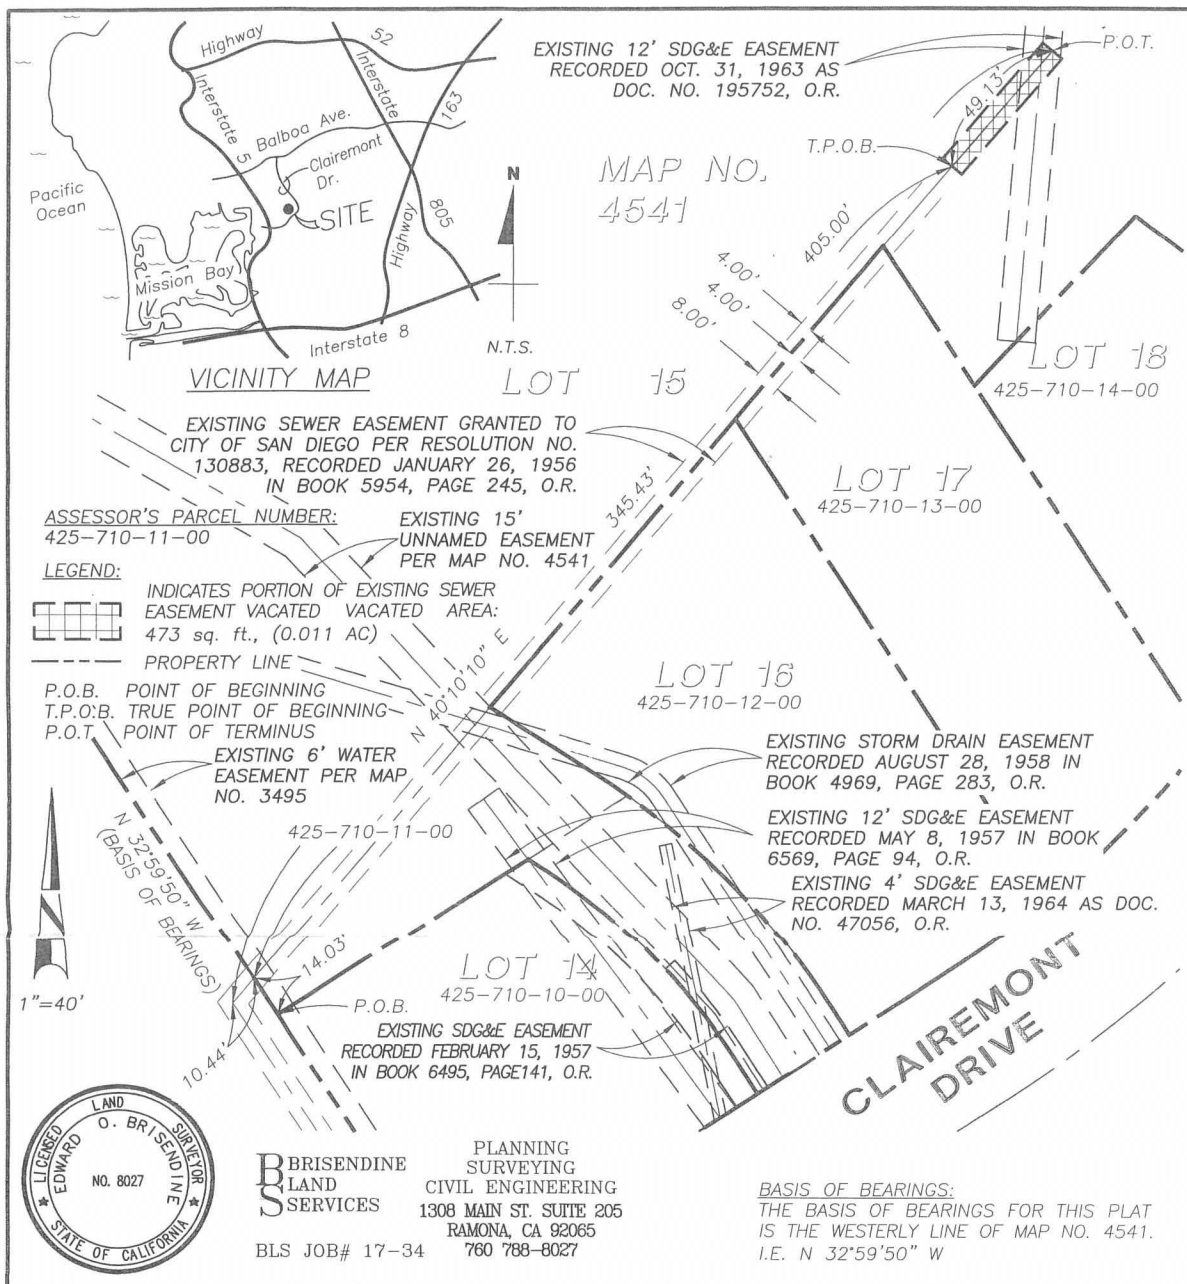 Highway
52
Interstate
Interstate 5
163
Balboa Ave.
Clairemont
Dr.
SITE
Pacific
Ocean
Mission Bay
Highway
805
Interstate 8
N
N.T.S.
VICINITY MAP
EXISTING 12' SDG&E EASEMENT
RECORDED OCT. 31, 1963 AS
DOC. NO. 195752, O.R.
P.O.T.
49.13'
T.P.O.B.
MAP NO.
4541
405.00'
4.00'
4.00'
8.00'
LOT 15
LOT 18
425-710-14-00
EXISTING SEWER EASEMENT GRANTED TO
CITY OF SAN DIEGO PER RESOLUTION NO.
130883, RECORDED JANUARY 26, 1956
IN BOOK 5954, PAGE 245, O.R.
345.43'
LOT 17
425-710-13-00
ASSESSOR'S PARCEL NUMBER:
425-710-11-00
EXISTING 15'
UNNAMED EASEMENT
PER MAP NO. 4541
LEGEND:
INDICATES PORTION OF EXISTING SEWER
EASEMENT VACATED VACATED AREA:
473 sq. ft., (0.011 AC)
PROPERTY LINE
P.O.B. POINT OF BEGINNING
T.P.O.B. TRUE POINT OF BEGINNING
P.O.T. POINT OF TERMINUS
N 40°10'10" E
LOT 16
425-710-12-00
EXISTING 6' WATER
EASEMENT PER MAP
NO. 3495
EXISTING STORM DRAIN EASEMENT
RECORDED AUGUST 28, 1958 IN
BOOK 4969, PAGE 283, O.R.
EXISTING 12' SDG&E EASEMENT
RECORDED MAY 8, 1957 IN BOOK
6569, PAGE 94, O.R.
EXISTING 4' SDG&E EASEMENT
RECORDED MARCH 13, 1964 AS DOC.
NO. 47056, O.R.
425-710-11-00
N 32°59'50" W
(BASIS OF BEARINGS)
N
1"=40'
14.03'
LOT 14
425-710-10-00
P.O.B.
10.44'
EXISTING SDG&E EASEMENT
RECORDED FEBRUARY 15, 1957
IN BOOK 6495, PAGE141, O.R.
CLAIREMONT
DRIVE
LICENSED LAND SURVEYOR
EDWARD O. BRISENDINE
NO. 8027
STATE OF CALIFORNIA
BRISENDINE
LAND
SERVICES
BLS JOB# 17-34
PLANNING
SURVEYING
CIVIL ENGINEERING
1308 MAIN ST. SUITE 205
RAMONA, CA 92065
760 788-8027
BASIS OF BEARINGS:
THE BASIS OF BEARINGS FOR THIS PLAT
IS THE WESTERLY LINE OF MAP NO. 4541.
I.E. N 32°59'50" W